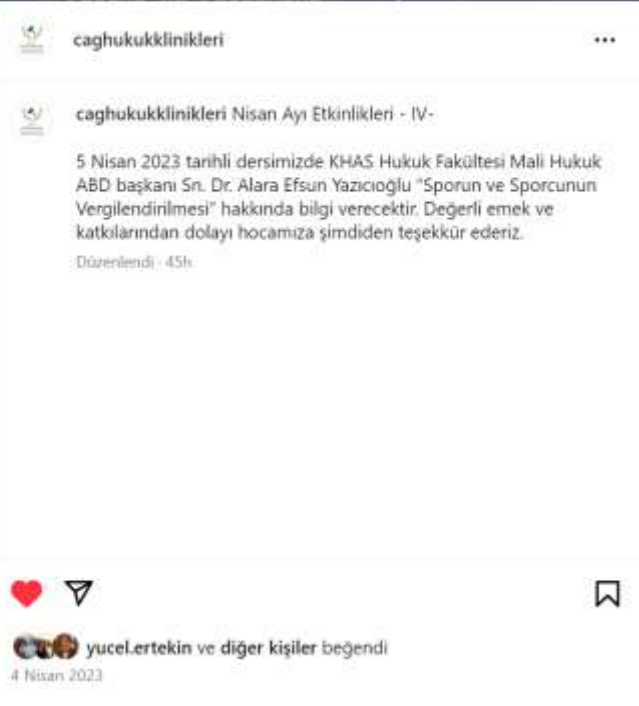 caghukukklinikleri
caghukukklinikleri Nisan Ayı Etkinlikleri - IV-
5 Nisan 2023 tarihli dersimizde KHAS Hukuk Fakültesi Mali Hukuk
ABD başkanı Sn. Dr. Alara Efsun Yazıcıoğlu "Sporun ve Sporcunun
Vergilendirilmesi" hakkında bilgi verecektir. Değerli emek ve
katkılarından dolayı hocamıza şimdiden teşekkür ederiz.
Düzenlendi · 45h
yucel.ertekin ve diğer kişiler beğendi
4 Nisan 2023